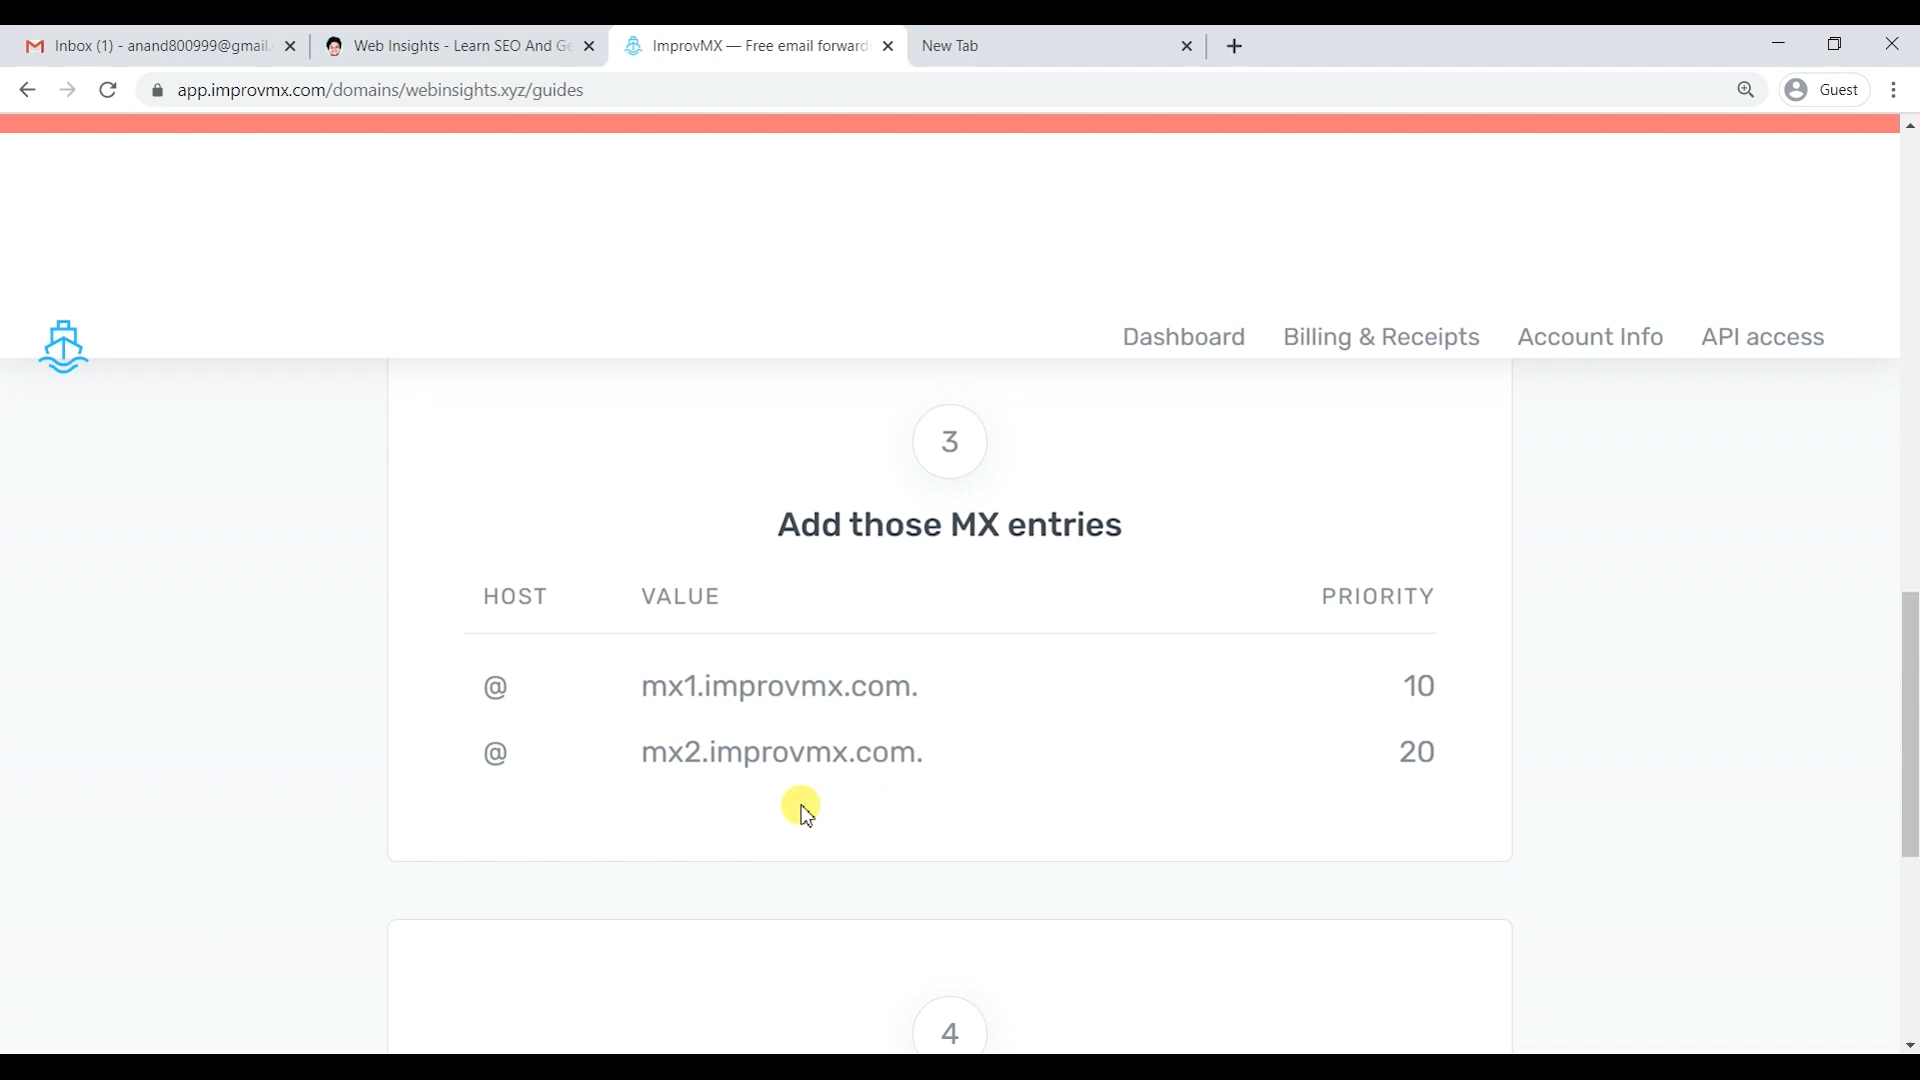 Inbox (1) - anand800999@gmail.
Web Insights - Learn SEO And Ge
ImprovMX — Free email forward
New Tab
app.improvmx.com/domains/webinsights.xyz/guides
Guest
Dashboard Billing & Receipts Account Info API access
3
Add those MX entries
HOST VALUE PRIORITY
@ mx1.improvmx.com. 10
@ mx2.improvmx.com. 20
4